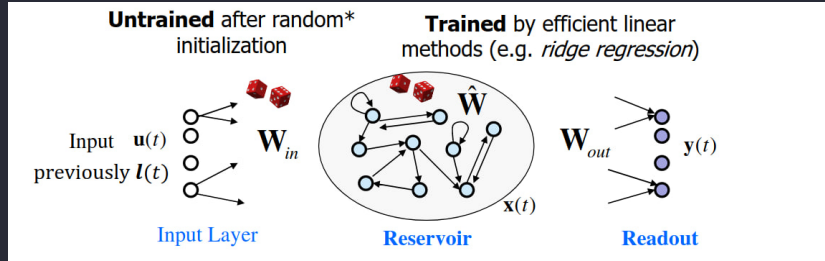 Untrained after random*
initialization
Trained by efficient linear
methods (e.g. ridge regression)
Input u(t)
previously l(t)
W_in
Ŵ
x(t)
W_out
y(t)
Input Layer
Reservoir
Readout